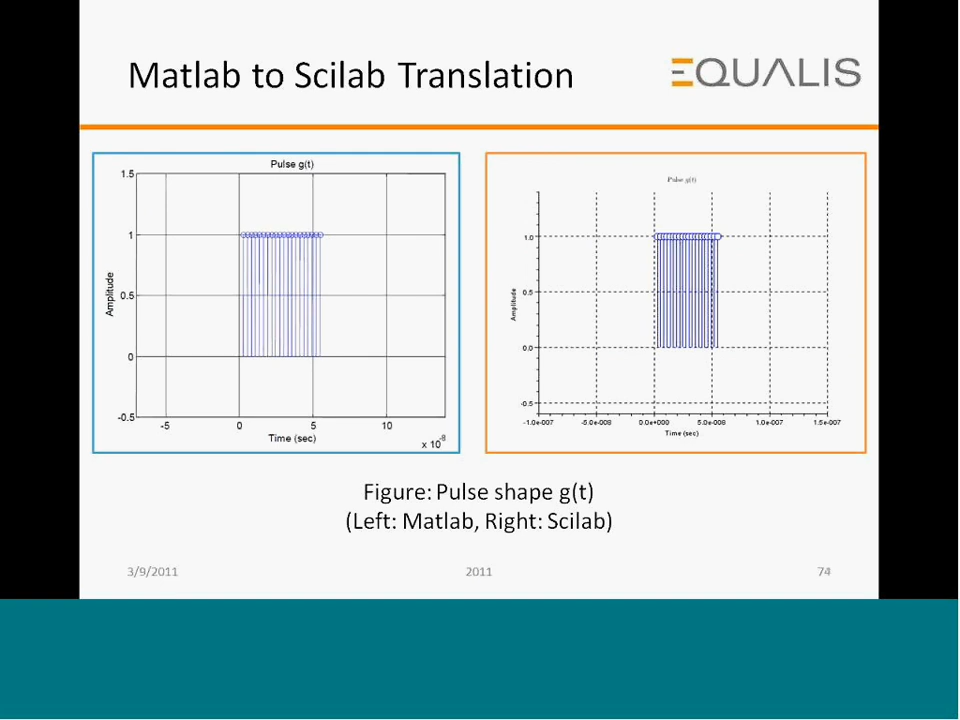 Matlab to Scilab Translation
EQUALIS
Pulse g(t)
1.5
1
0.5
0
-0.5
Amplitude
-5 0 5 10
Time (sec)
x 10-8
Pulse g(t)
1.0
0.5
0.0
-0.5
Amplitude
-1.0e-007 -5.0e-008 0.0e+000 5.0e-008 1.0e-007 1.5e-007
Time (sec)
Figure: Pulse shape g(t)
(Left: Matlab, Right: Scilab)
3/9/2011 2011 74